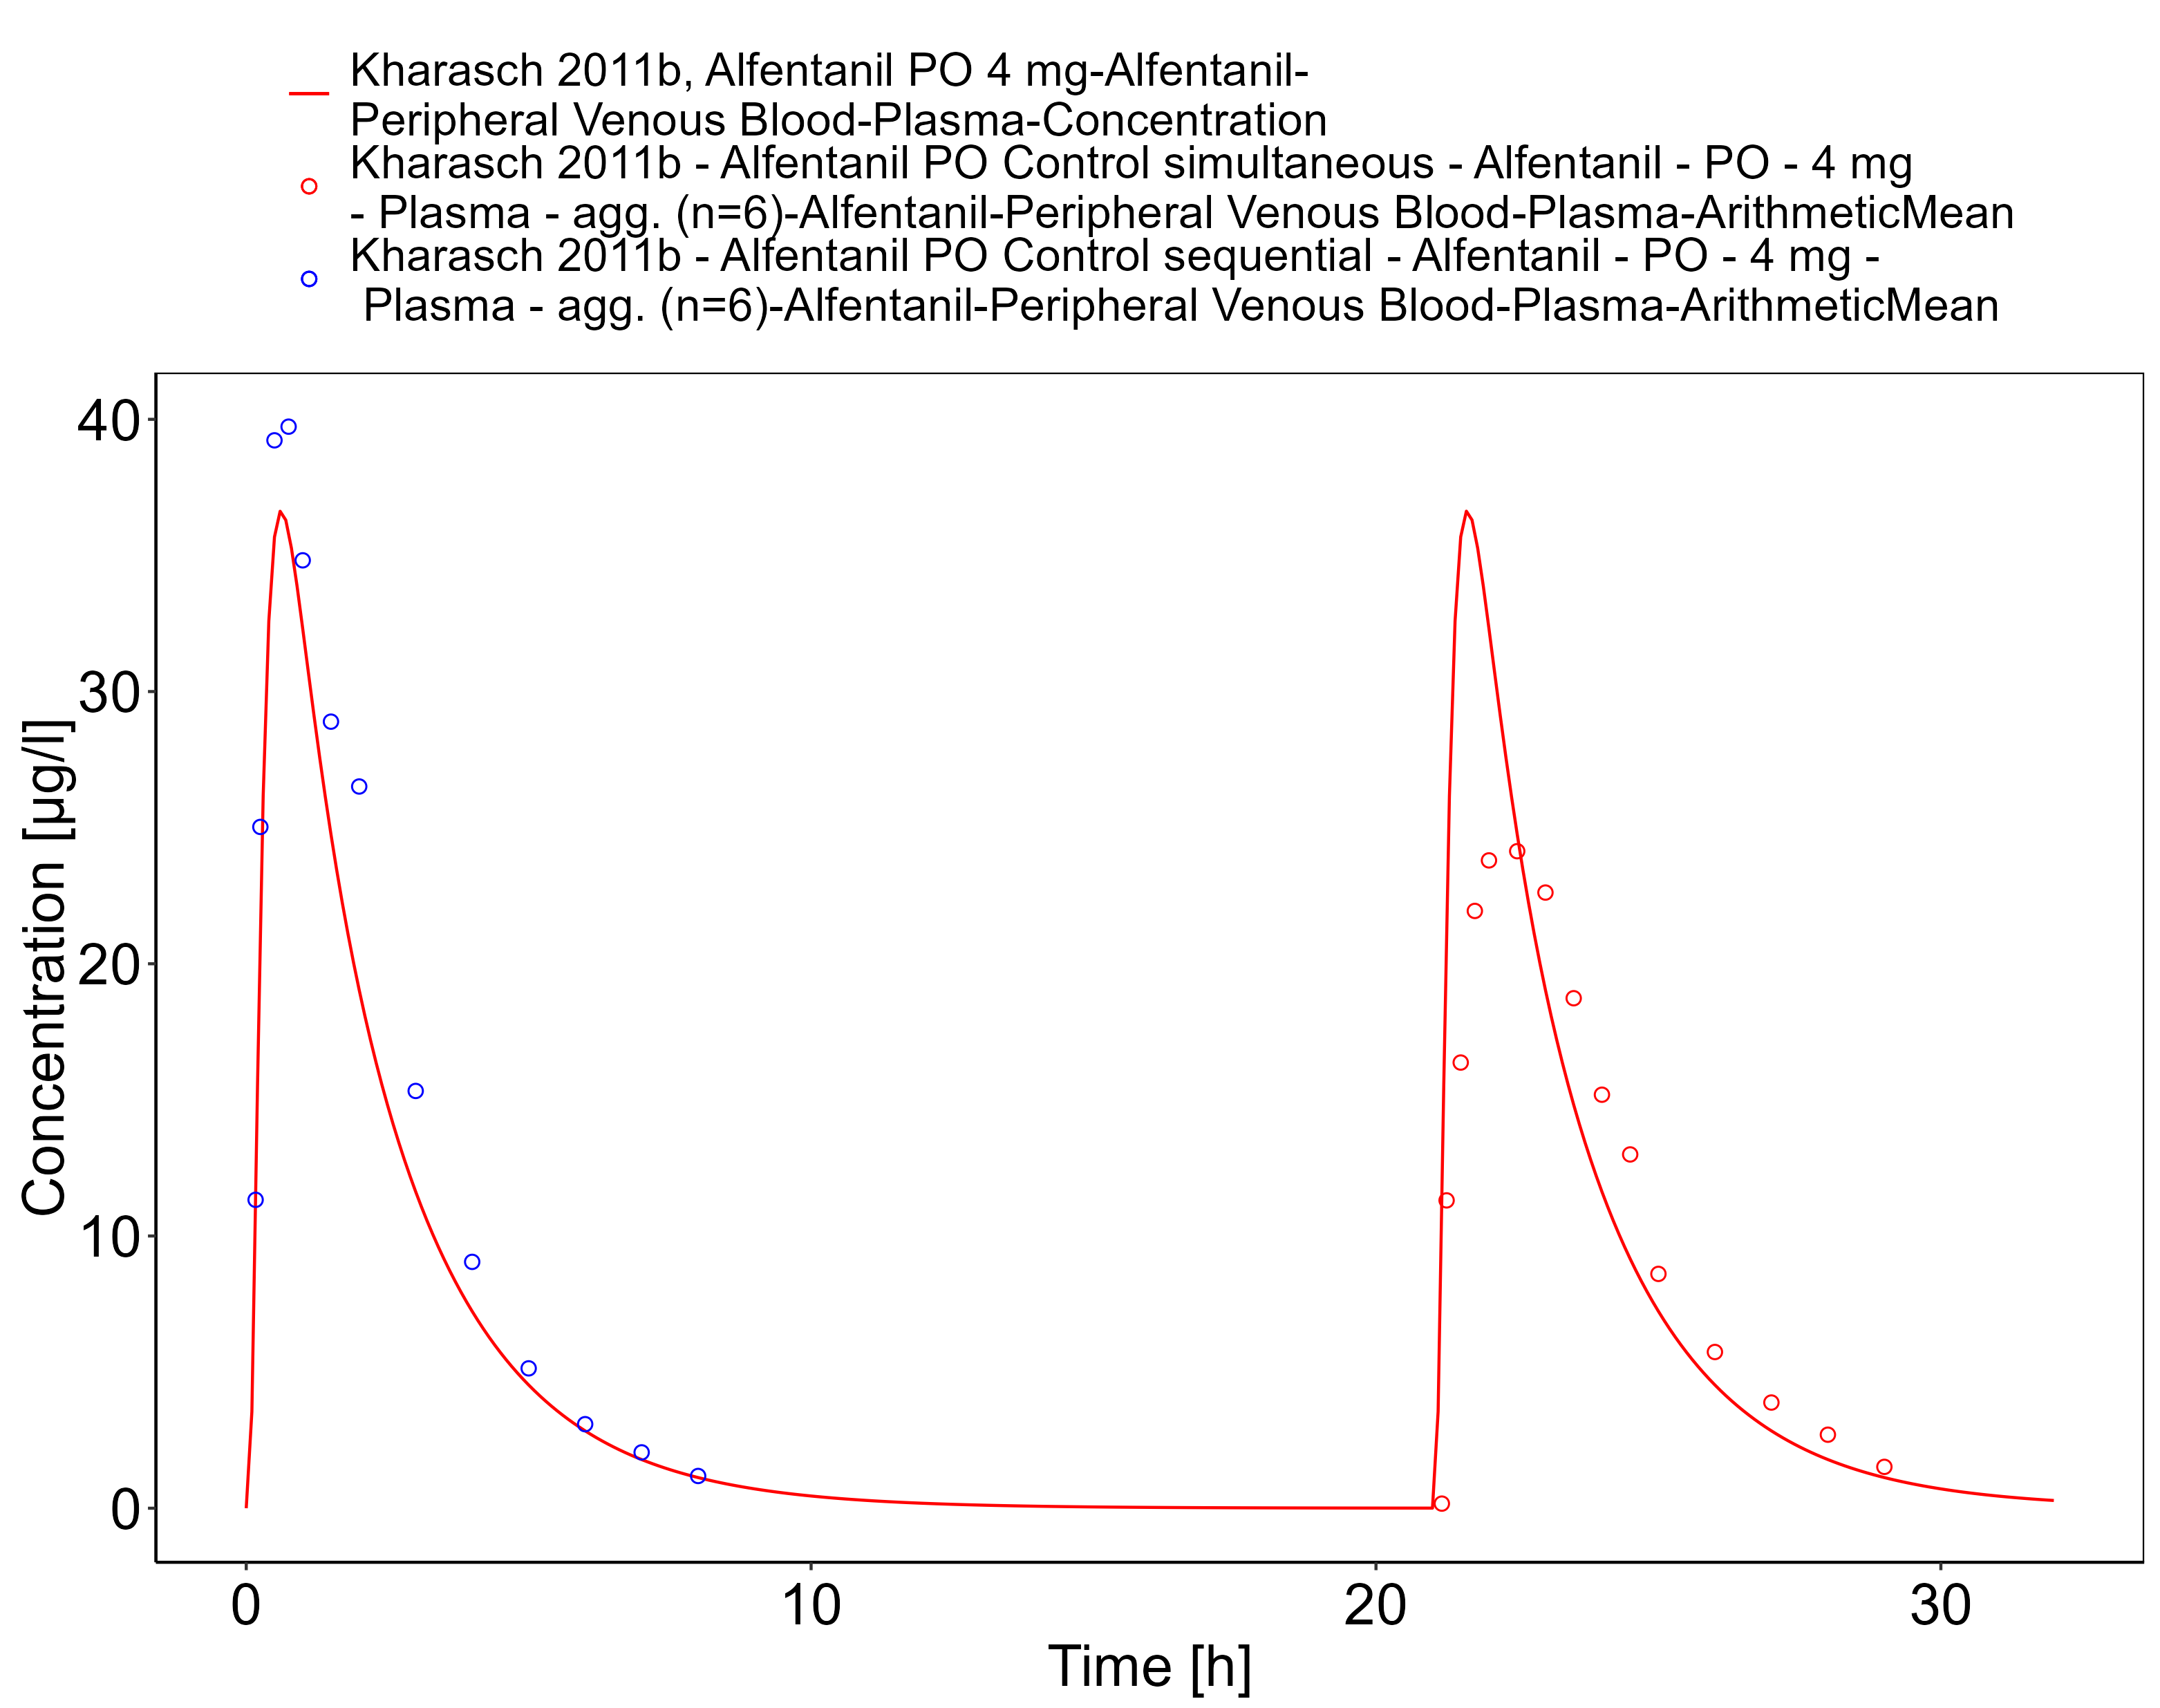 Kharasch 2011b, Alfentanil PO 4 mg-Alfentanil-
Peripheral Venous Blood-Plasma-Concentration
Kharasch 2011b - Alfentanil PO Control simultaneous - Alfentanil - PO - 4 mg
- Plasma - agg. (n=6)-Alfentanil-Peripheral Venous Blood-Plasma-ArithmeticMean
Kharasch 2011b - Alfentanil PO Control sequential - Alfentanil - PO - 4 mg -
Plasma - agg. (n=6)-Alfentanil-Peripheral Venous Blood-Plasma-ArithmeticMean
40
30
20
10
0
Concentration [µg/l]
0 10 20 30
Time [h]